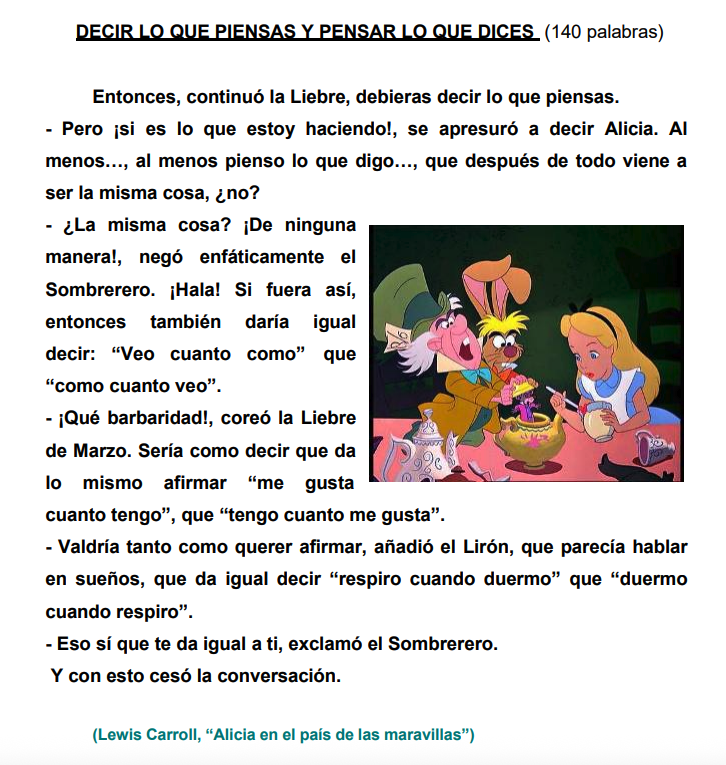 DECIR LO QUE PIENSAS Y PENSAR LO QUE DICES (140 palabras)
Entonces, continuó la Liebre, debieras decir lo que piensas.
- Pero ¡si es lo que estoy haciendo!, se apresuró a decir Alicia. Al
menos…, al menos pienso lo que digo…, que después de todo viene a
ser la misma cosa, ¿no?
- ¿La misma cosa? ¡De ninguna
manera!, negó enfáticamente el
Sombrerero. ¡Hala! Si fuera así,
entonces también daría igual
decir: “Veo cuanto como” que
“como cuanto veo”.
- ¡Qué barbaridad!, coreó la Liebre
de Marzo. Sería como decir que da
lo mismo afirmar “me gusta
cuanto tengo”, que “tengo cuanto me gusta”.
- Valdría tanto como querer afirmar, añadió el Lirón, que parecía hablar
en sueños, que da igual decir “respiro cuando duermo” que “duermo
cuando respiro”.
- Eso sí que te da igual a ti, exclamó el Sombrerero.
Y con esto cesó la conversación.
(Lewis Carroll, “Alicia en el país de las maravillas”)